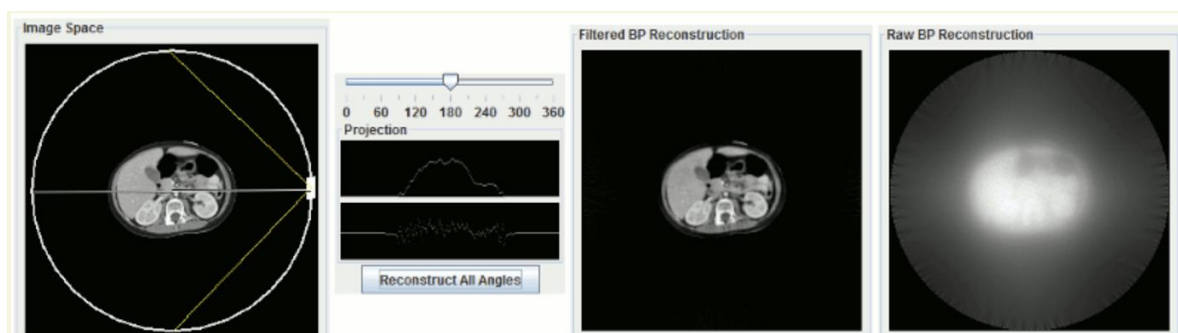 Image Space
0 60 120 180 240 300 360
Projection
Reconstruct All Angles
Filtered BP Reconstruction
Raw BP Reconstruction